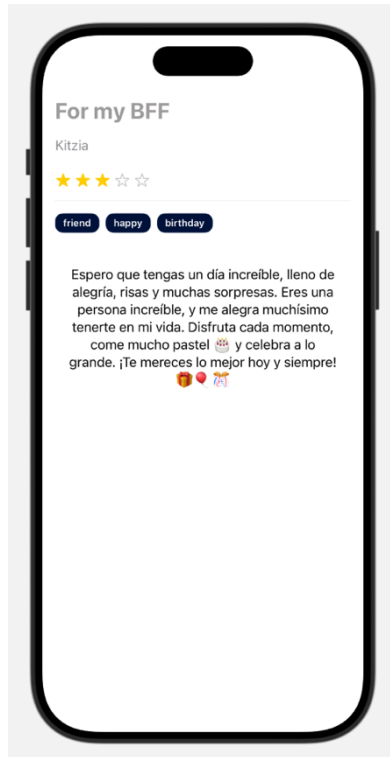 For my BFF
Kitzia
★★★☆☆
friend happy birthday
Espero que tengas un día increíble, lleno de
alegría, risas y muchas sorpresas. Eres una
persona increíble, y me alegra muchísimo
tenerte en mi vida. Disfruta cada momento,
come mucho pastel 🎂 y celebra a lo
grande. ¡Te mereces lo mejor hoy y siempre!
🎁🎈🎊